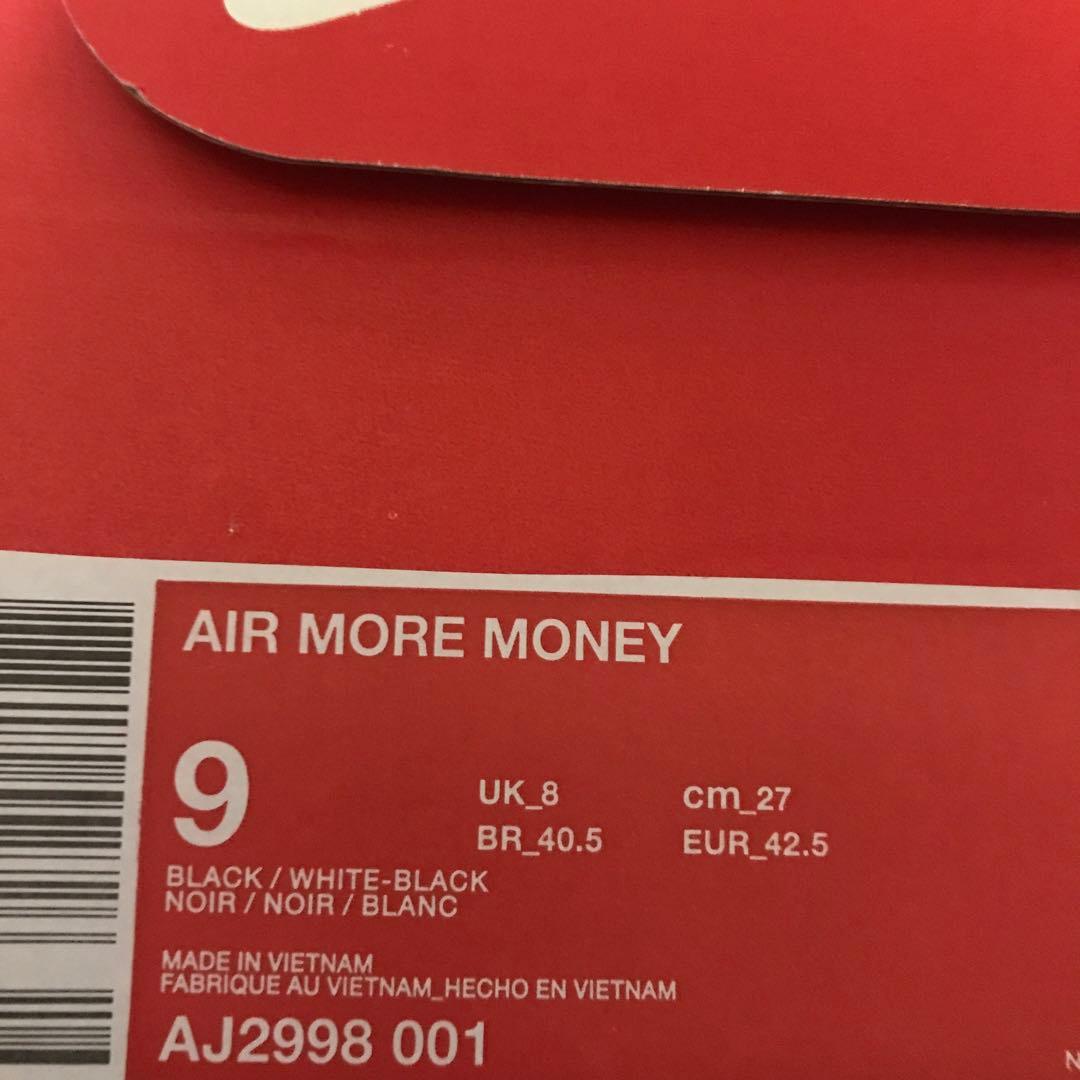 AIR MORE MONEY
9
UK_8 cm_27
BR_40.5 EUR_42.5
BLACK / WHITE-BLACK
NOIR / NOIR / BLANC
MADE IN VIETNAM
FABRIQUE AU VIETNAM_HECHO EN VIETNAM
AJ2998 001
N